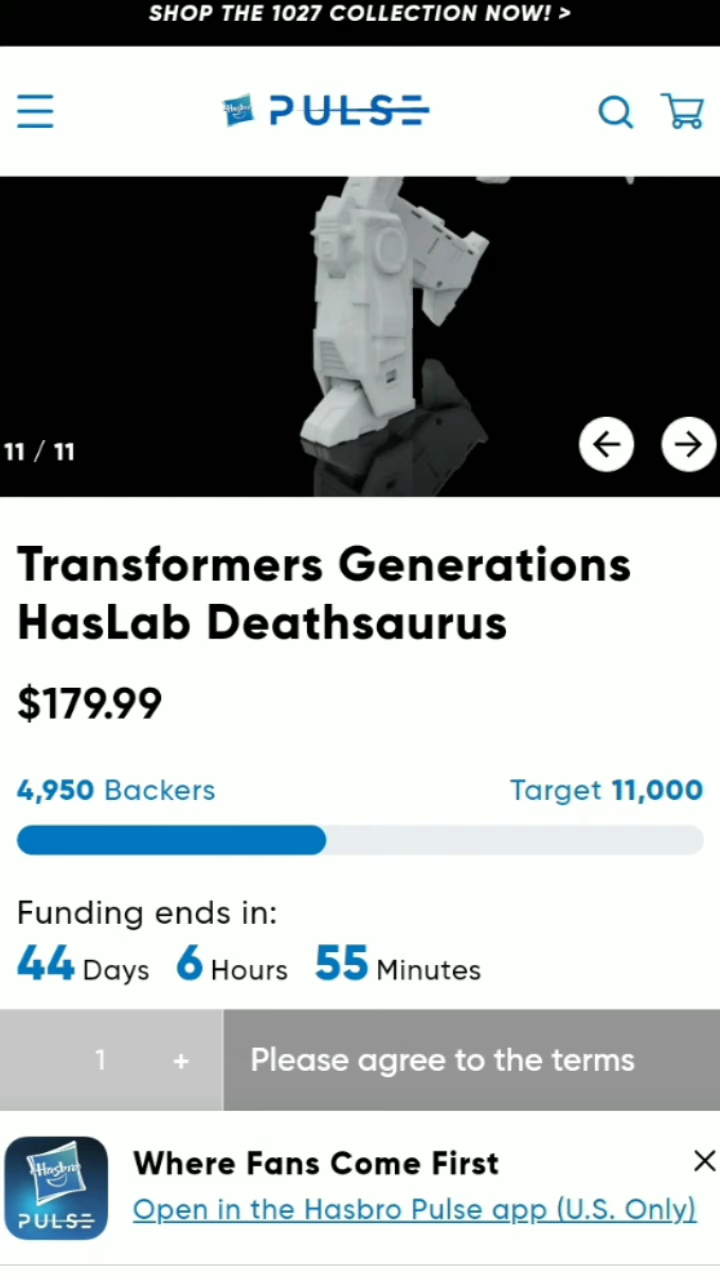 SHOP THE 1027 COLLECTION NOW! >
Hasbro PULSE
11 / 11
Transformers Generations
HasLab Deathsaurus
$179.99
4,950 Backers Target 11,000
Funding ends in:
44 Days 6 Hours 55 Minutes
1 + Please agree to the terms
Hasbro
PULSE
Where Fans Come First
Open in the Hasbro Pulse app (U.S. Only)